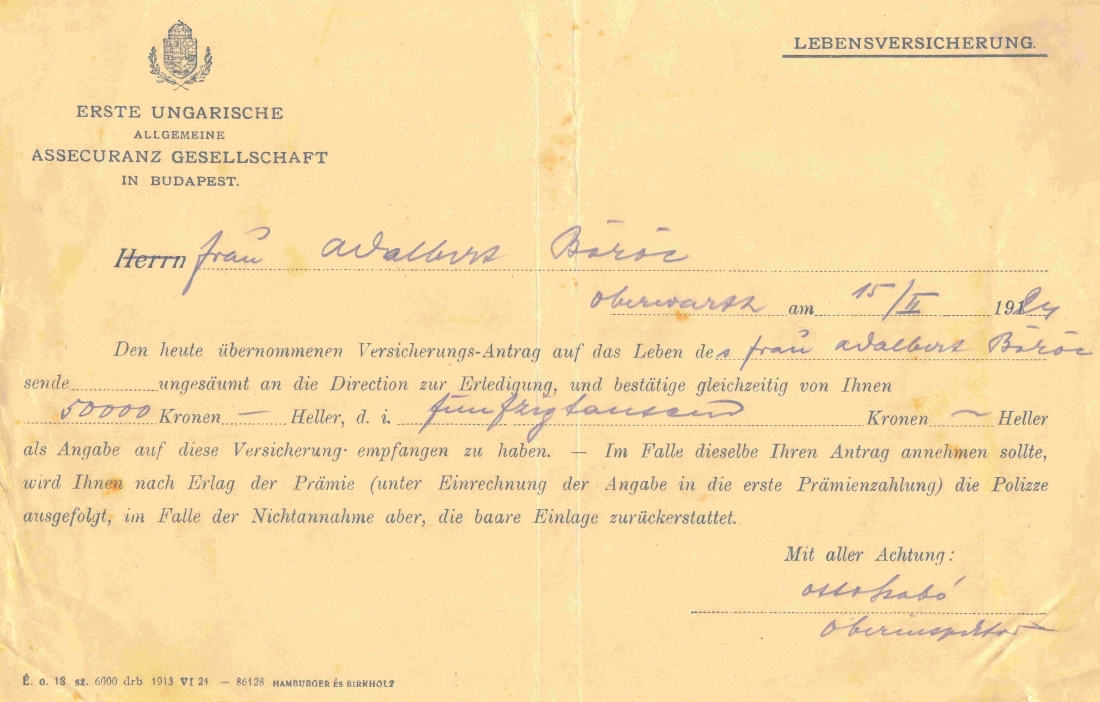 LEBENSVERSICHERUNG.
ERSTE UNGARISCHE
ALLGEMEINE
ASSECURANZ GESELLSCHAFT
IN BUDAPEST.
Herrn Frau Adalbert
Oberwarth am 15/II 1924
Den heute übernommenen Versicherungs-Antrag auf das Leben des Frau Adalbert
sende ungesäumt an die Direction zur Erledigung, und bestätige gleichzeitig von Ihnen
50000 Kronen — Heller, d. i. fünfzigtausend Kronen — Heller
als Angabe auf diese Versicherung empfangen zu haben. — Im Falle dieselbe Ihren Antrag annehmen sollte,
wird Ihnen nach Erlag der Prämie (unter Einrechnung der Angabe in die erste Prämienzahlung) die Polizze
ausgefolgt, im Falle der Nichtannahme aber, die baare Einlage zurückerstattet.
Mit aller Achtung:
Otto Szabó
Oberinspektor
É. o. 18 sz. 6000 drb 1913 VI 24 — 86128 HAMBURGER ÉS BIRKHOLZ